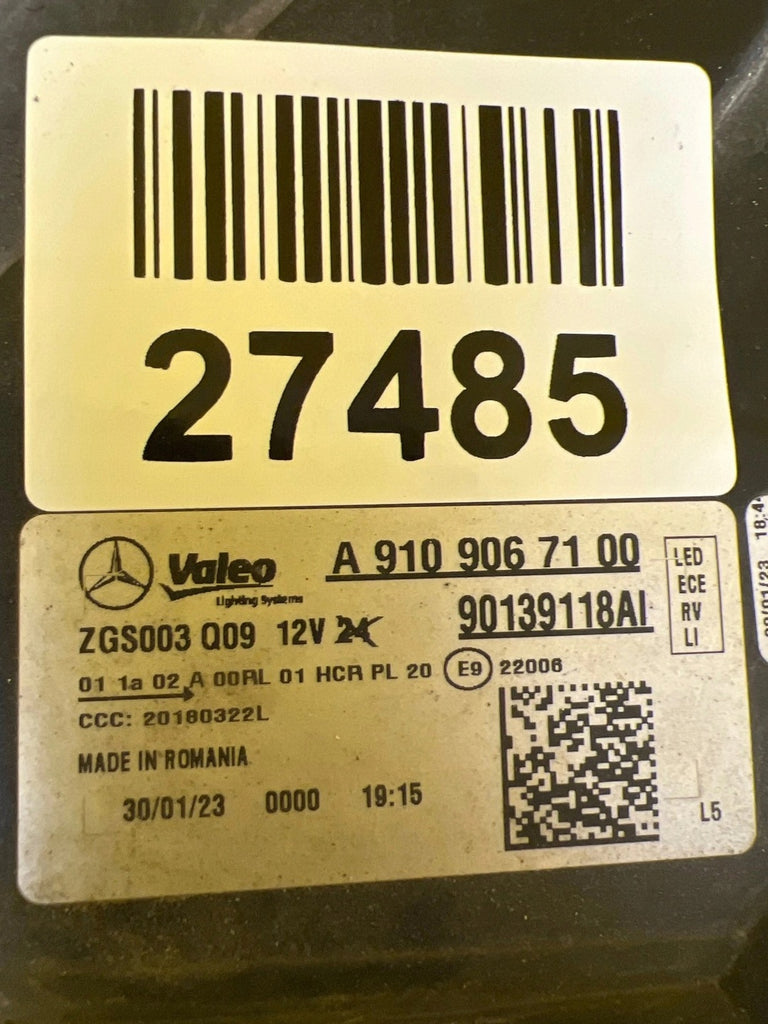 27485
Valeo
Lighting Systems
A 910 906 71 00
90139118AI
LED
ECE
RV
LI
ZGS003 Q09 12V 24
01 1a 02 A 00RL 01 HCR PL 20 E9 22006
CCC: 20180322L
MADE IN ROMANIA
30/01/23 0000 19:15
L5